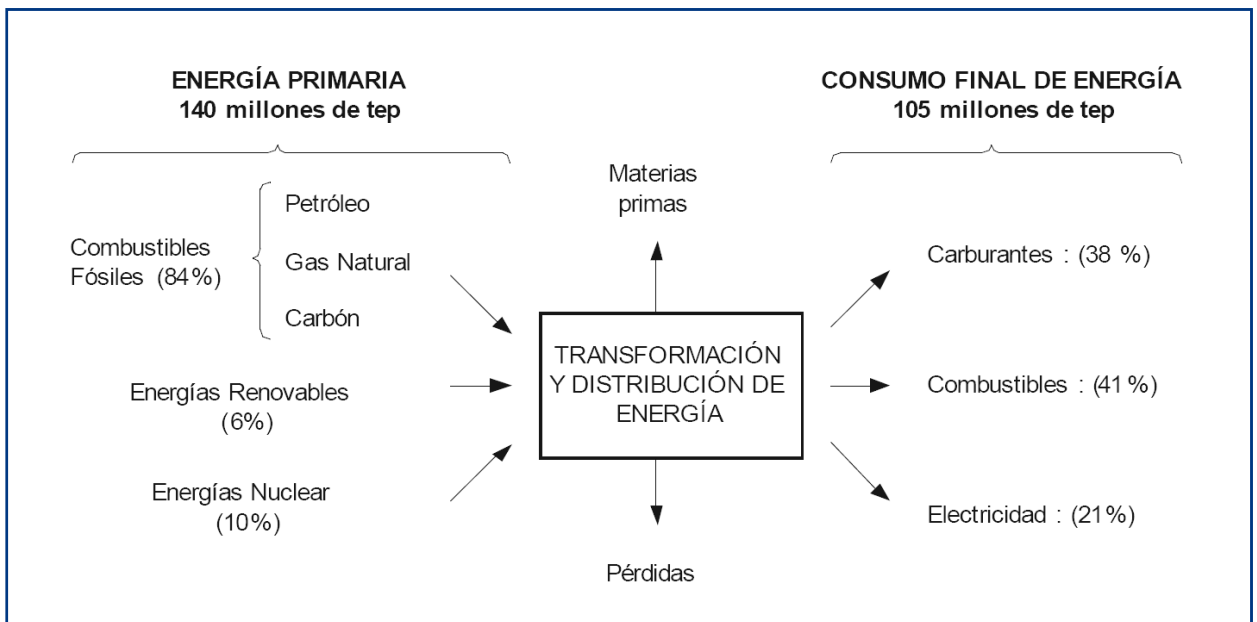 ENERGÍA PRIMARIA
140 millones de tep
Combustibles
Fósiles (84%)
Petróleo
Gas Natural
Carbón
Energías Renovables
(6%)
Energías Nuclear
(10%)
Materias
primas
TRANSFORMACIÓN
Y DISTRIBUCIÓN DE
ENERGÍA
Pérdidas
CONSUMO FINAL DE ENERGÍA
105 millones de tep
Carburantes : (38 %)
Combustibles : (41%)
Electricidad : (21%)